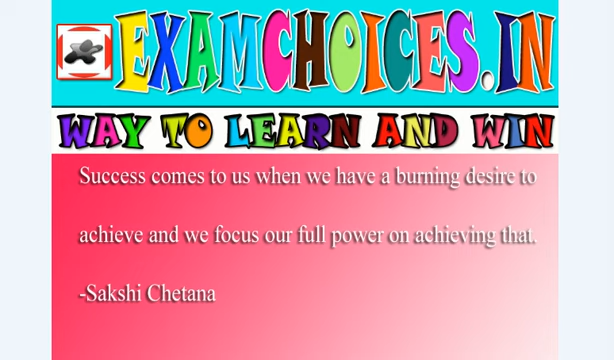 EXAMCHOICES.IN
WAY TO LEARN AND WIN
Success comes to us when we have a burning desire to
achieve and we focus our full power on achieving that.
-Sakshi Chetana